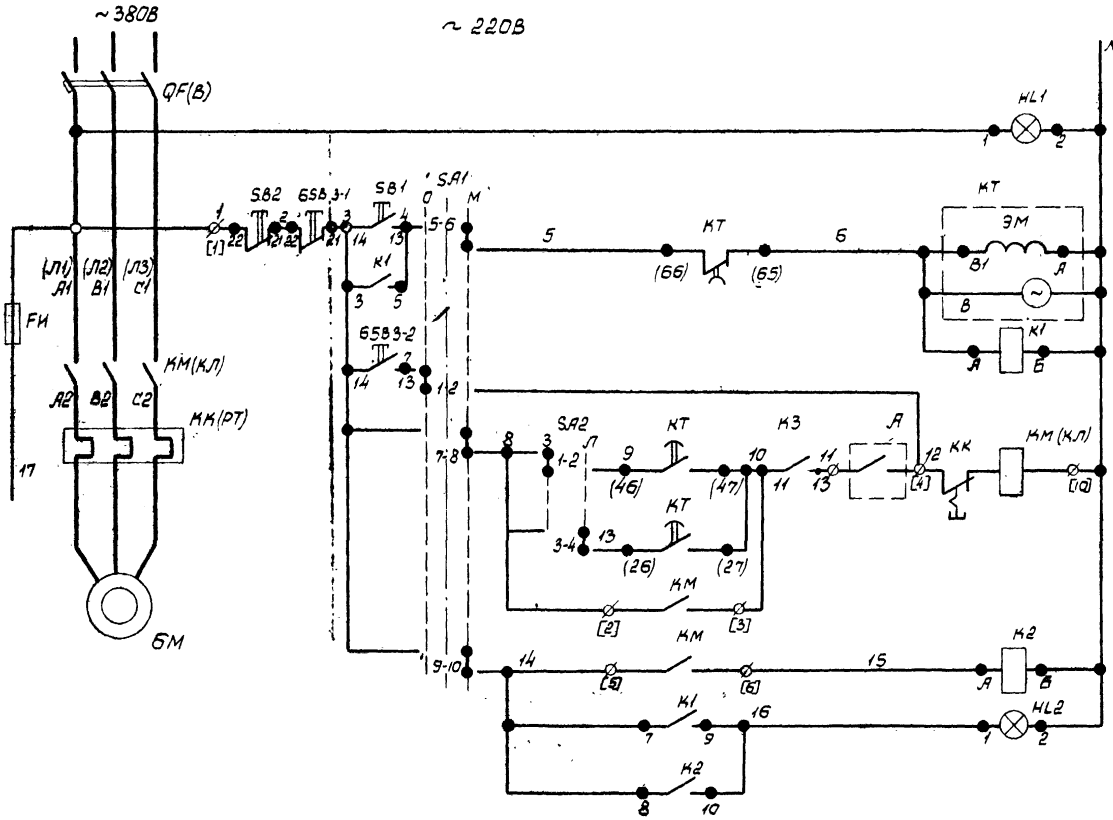 ~380В
~220В
QF(В)
HL1
1
2
SB2
6SB 3-1
SB1
SA1
О
М
КТ
1
[1]
22
21
2
22
21
3
14
13
4
5-6
5
КТ
6
ЭМ
(66)
(65)
В1
А
В
~
(Л1)
(Л2)
(Л3)
А1
В1
С1
К1
3
5
К1
А
Б
FИ
6SB3-2
7
14
13
1-2
КМ(КЛ)
А2
В2
С2
КК(РТ)
17
7-8
8
SA2
З
Л
1-2
9
КТ
10
К3
11
А
12
КК
КМ(КЛ)
(46)
(47)
11
13
[4]
[10]
КТ
3-4
13
(26)
(27)
КМ
[2]
[3]
6М
9-10
14
КМ
15
К2
[5]
[6]
А
В
К1
16
HL2
7
9
1
2
К2
8
10